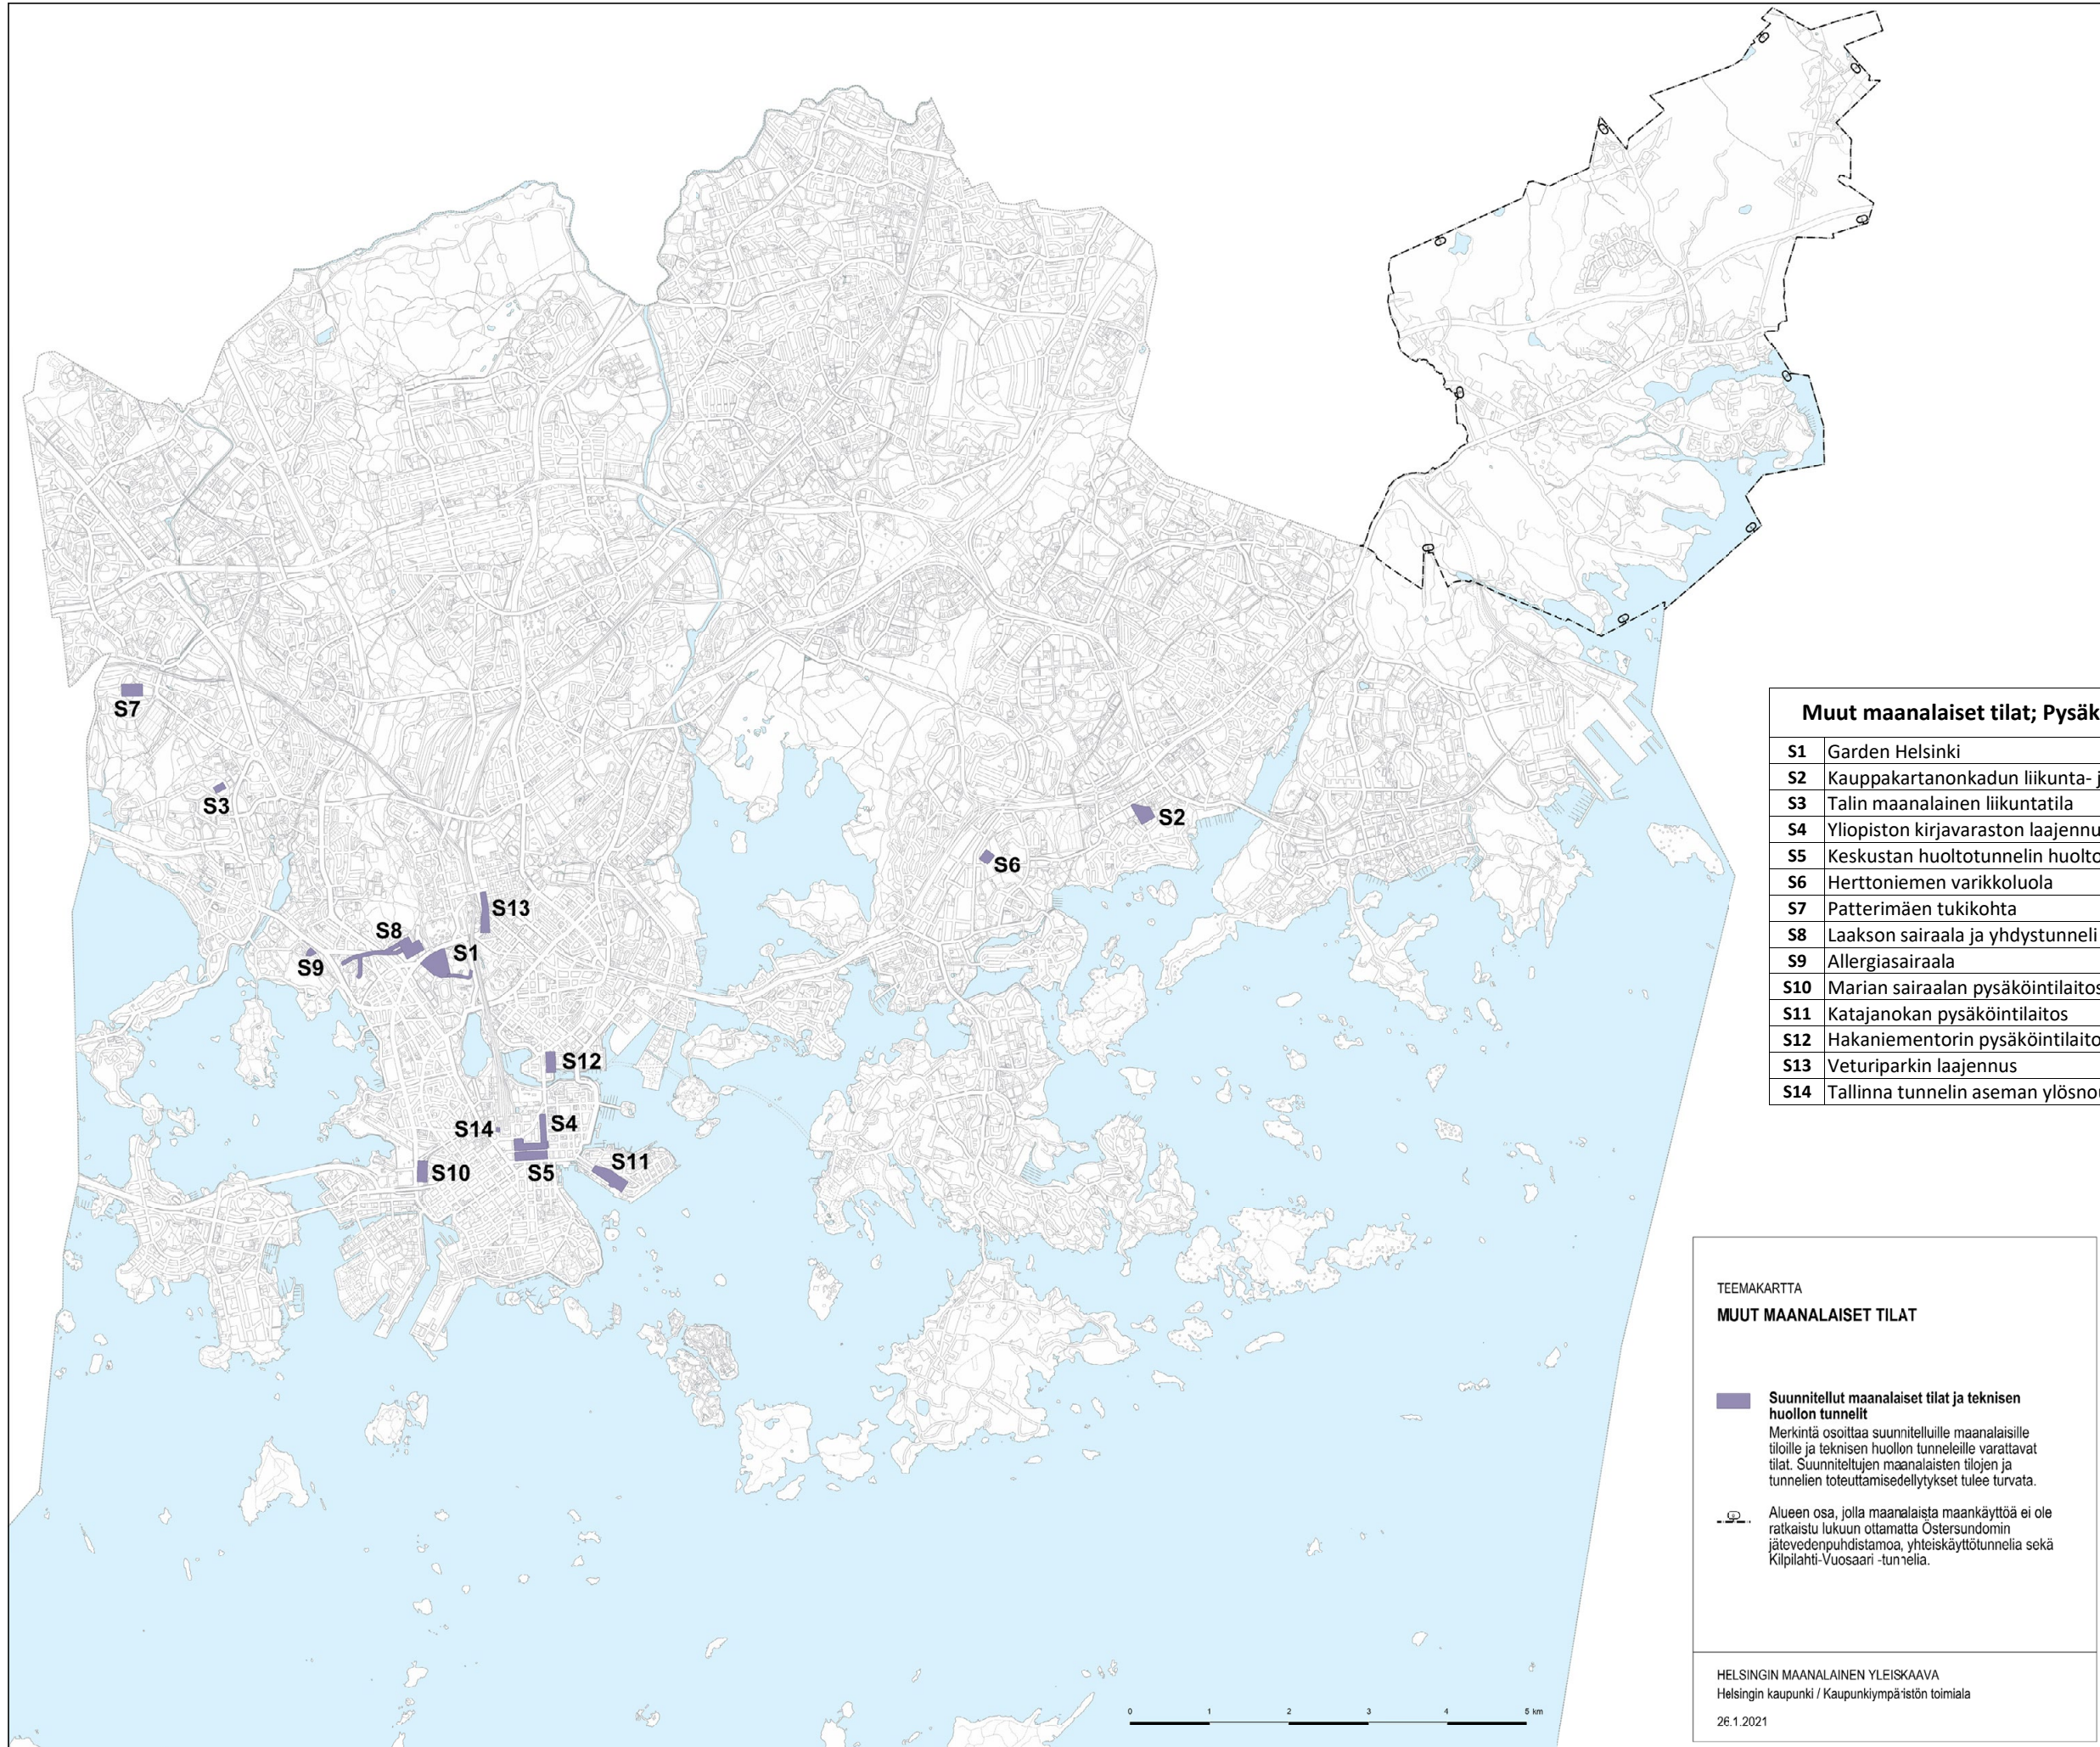 S7
S3
S2
S6
S13
S8
S1
S9
S12
S14
S4
S11
S10
S5
Muut maanalaiset tilat; Pysäk
S1 Garden Helsinki
S2 Kauppakartanonkadun liikunta- j
S3 Talin maanalainen liikuntatila
S4 Yliopiston kirjavaraston laajennu
S5 Keskustan huoltotunnelin huolto
S6 Herttoniemen varikkoluola
S7 Patterimäen tukikohta
S8 Laakson sairaala ja yhdystunneli
S9 Allergiasairaala
S10 Marian sairaalan pysäköintilaitos
S11 Katajanokan pysäköintilaitos
S12 Hakaniementorin pysäköintilaito
S13 Veturiparkin laajennus
S14 Tallinna tunnelin aseman ylösnou
TEEMAKARTTA
MUUT MAANALAISET TILAT
Suunnitellut maanalaiset tilat ja teknisen
huollon tunnelit
Merkintä osoittaa suunnitelluille maanalaisille
tiloille ja teknisen huollon tunneleille varattavat
tilat. Suunniteltujen maanalaisten tilojen ja
tunnelien toteuttamisedellytykset tulee turvata.
Alueen osa, jolla maanalaista maankäyttöä ei ole
ratkaistu lukuun ottamatta Östersundomin
jätevedenpuhdistamoa, yhteiskäyttötunnelia sekä
Kilpilahti-Vuosaari -tunnelia.
HELSINGIN MAANALAINEN YLEISKAAVA
Helsingin kaupunki / Kaupunkiympäristön toimiala
26.1.2021
0 1 2 3 4 5 km